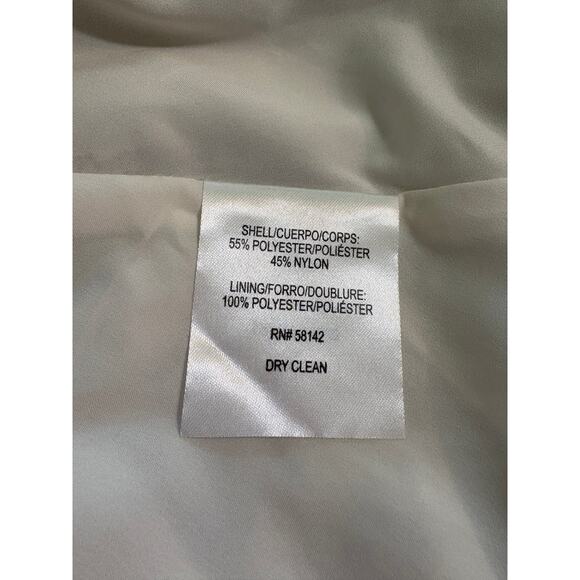 SHELL/CUERPO/CORPS:
55% POLYESTER/POLIÉSTER
45% NYLON
LINING/FORRO/DOUBLURE:
100% POLYESTER/POLIÉSTER
RN# 58142
DRY CLEAN